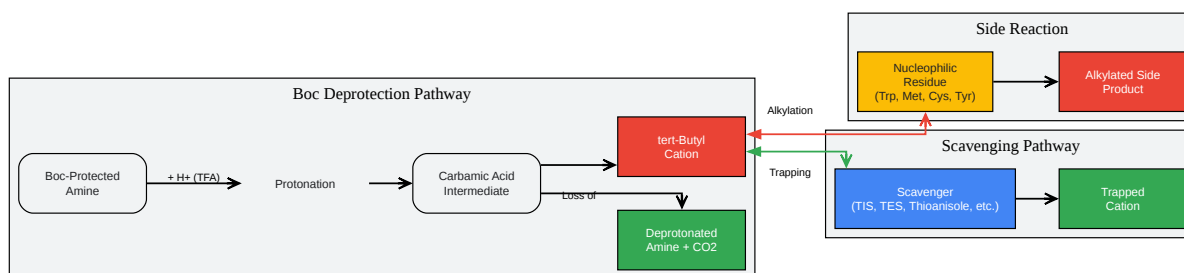 Side Reaction
Nucleophilic
Residue
(Trp, Met, Cys, Tyr)
Alkylated Side
Product
Boc Deprotection Pathway
Alkylation
tert-Butyl
Cation
Scavenging Pathway
Boc-Protected
Amine
+ H+ (TFA)
Protonation
Carbamic Acid
Intermediate
Trapping
Loss of
Scavenger
(TIS, TES, Thioanisole, etc.)
Trapped
Cation
Deprotonated
Amine + CO2